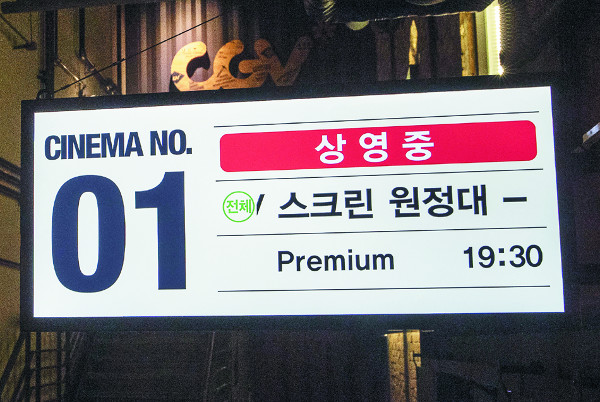 CGV
CINEMA NO.
01
상영중
전체 / 스크린 원정대 –
Premium 19:30